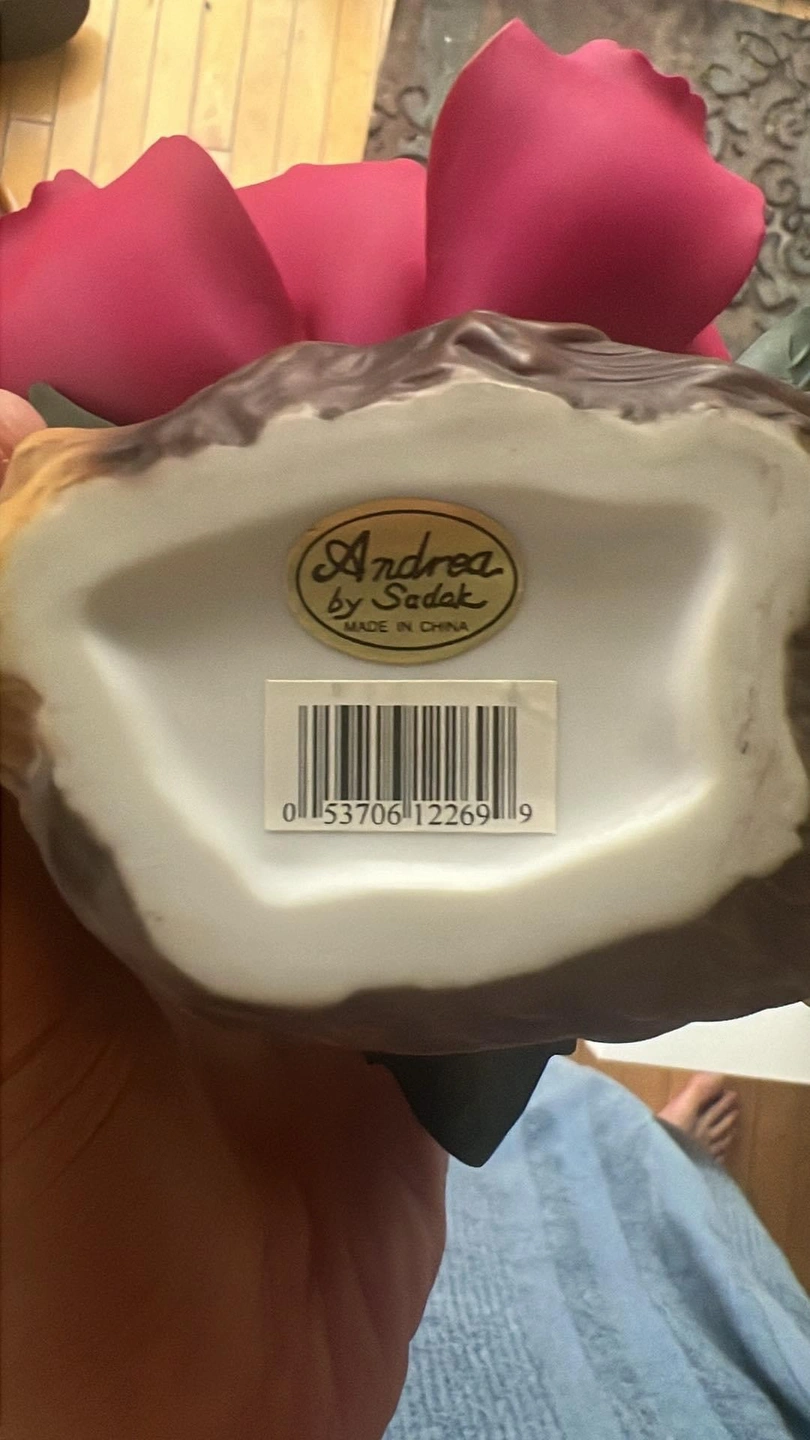 Andrea
by Sadek
MADE IN CHINA
0 53706 12269 9